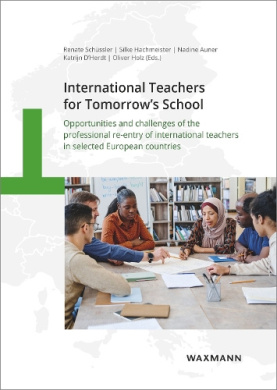 Renate Schüssler | Silke Hachmeister | Nadine Auner
Katrijn D'Herdt | Oliver Holz (Eds.)
International Teachers
for Tomorrow's School
Opportunities and challenges of the
professional re-entry of international teachers
in selected European countries
WAXMANN